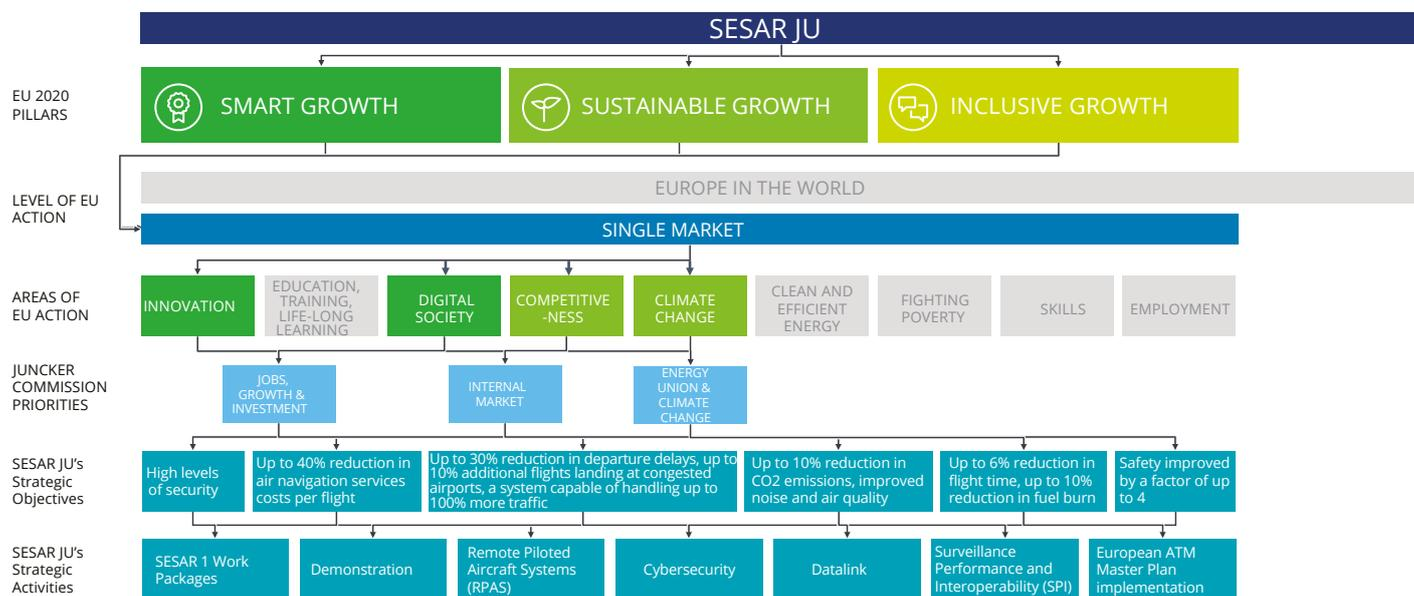 SESAR JU
EU 2020
PILLARS
SMART GROWTH
SUSTAINABLE GROWTH
INCLUSIVE GROWTH
LEVEL OF EU
ACTION
EUROPE IN THE WORLD
SINGLE MARKET
AREAS OF
EU ACTION
INNOVATION
EDUCATION,
TRAINING,
LIFE-LONG
LEARNING
DIGITAL
SOCIETY
COMPETITIVE
-NESS
CLIMATE
CHANGE
CLEAN AND
EFFICIENT
ENERGY
FIGHTING
POVERTY
SKILLS
EMPLOYMENT
JUNCKER
COMMISSION
PRIORITIES
JOBS,
GROWTH &
INVESTMENT
INTERNAL
MARKET
ENERGY
UNION &
CLIMATE
CHANGE
SESAR JU’s
Strategic
Objectives
High levels
of security
Up to 40% reduction in
air navigation services
costs per flight
Up to 30% reduction in departure delays, up to
10% additional flights landing at congested
airports, a system capable of handling up to
100% more traffic
Up to 10% reduction in
CO2 emissions, improved
noise and air quality
Up to 6% reduction in
flight time, up to 10%
reduction in fuel burn
Safety improved
by a factor of up
to 4
SESAR JU’s
Strategic
Activities
SESAR 1 Work
Packages
Demonstration
Remote Piloted
Aircraft Systems
(RPAS)
Cybersecurity
Datalink
Surveillance
Performance and
Interoperability (SPI)
European ATM
Master Plan
implementation